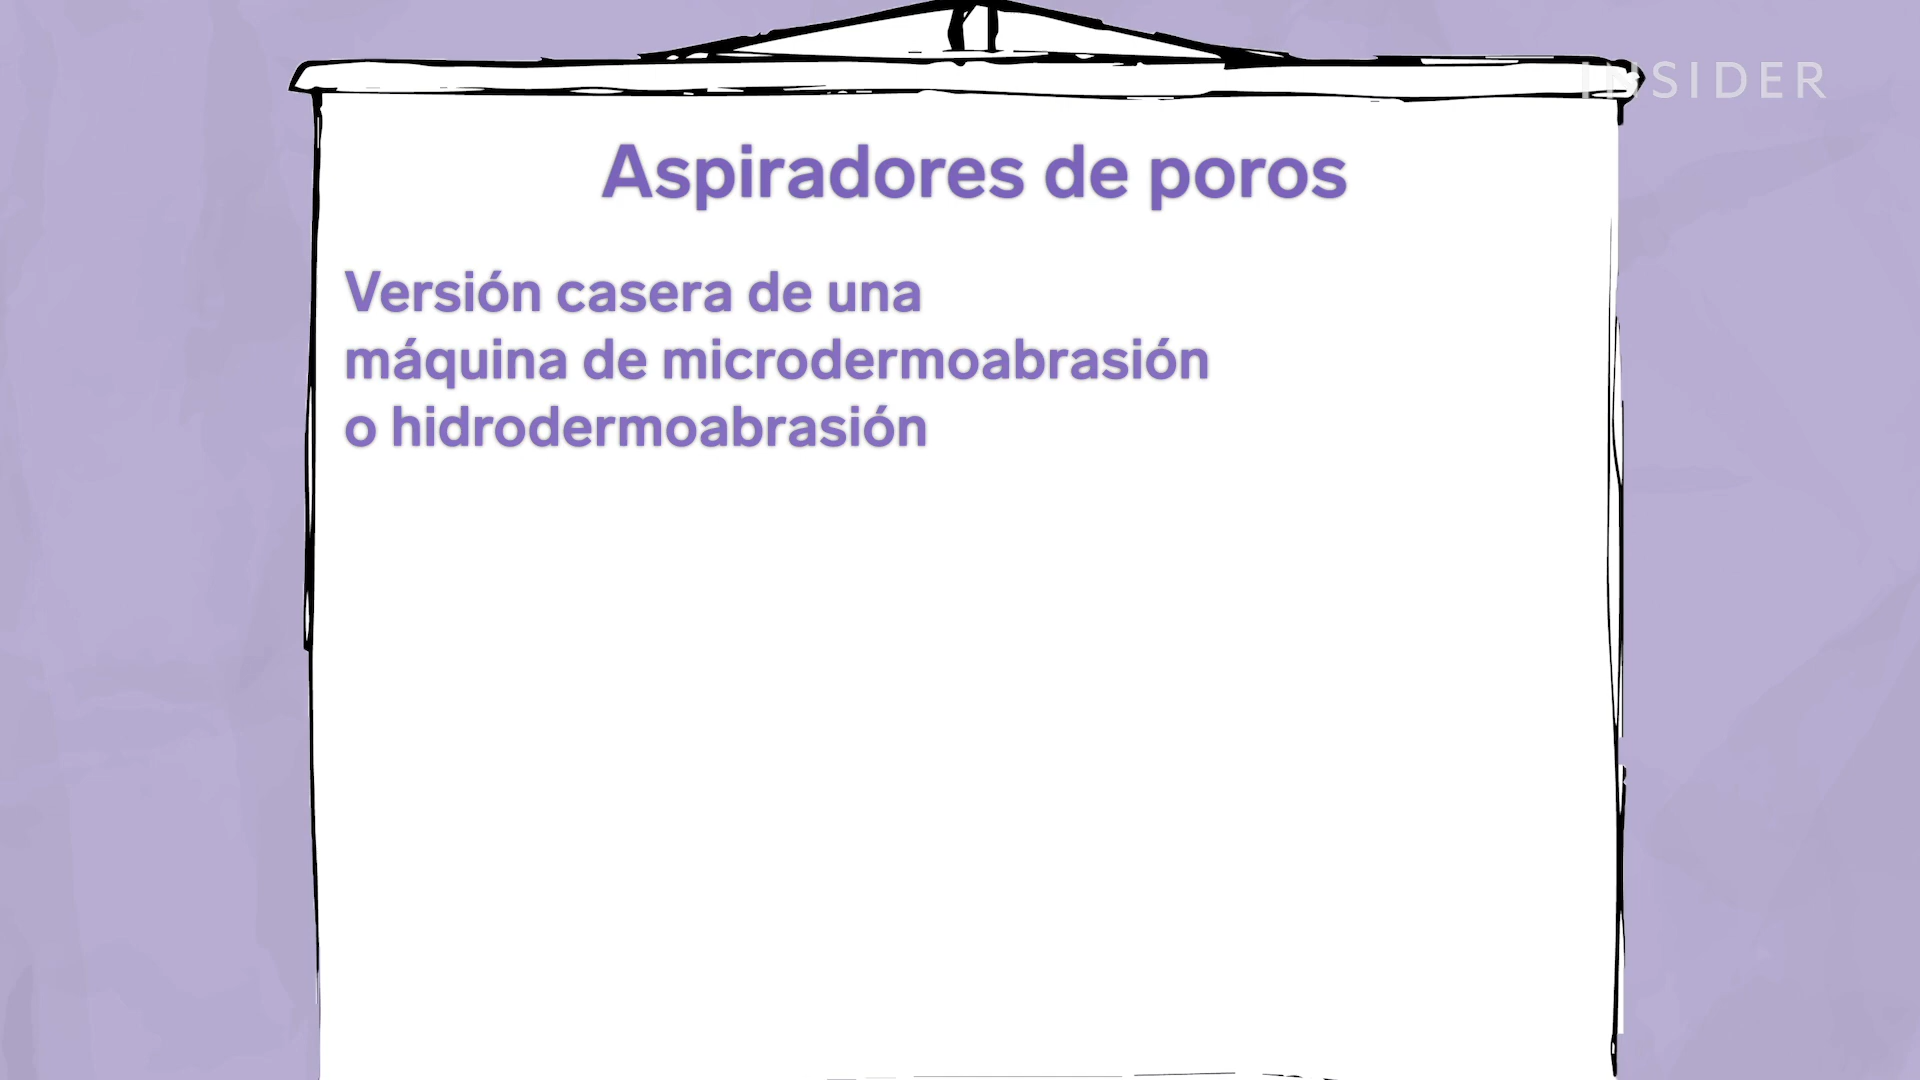 INSIDER
Aspiradores de poros
Versión casera de una
máquina de microdermoabrasión
o hidrodermoabrasión